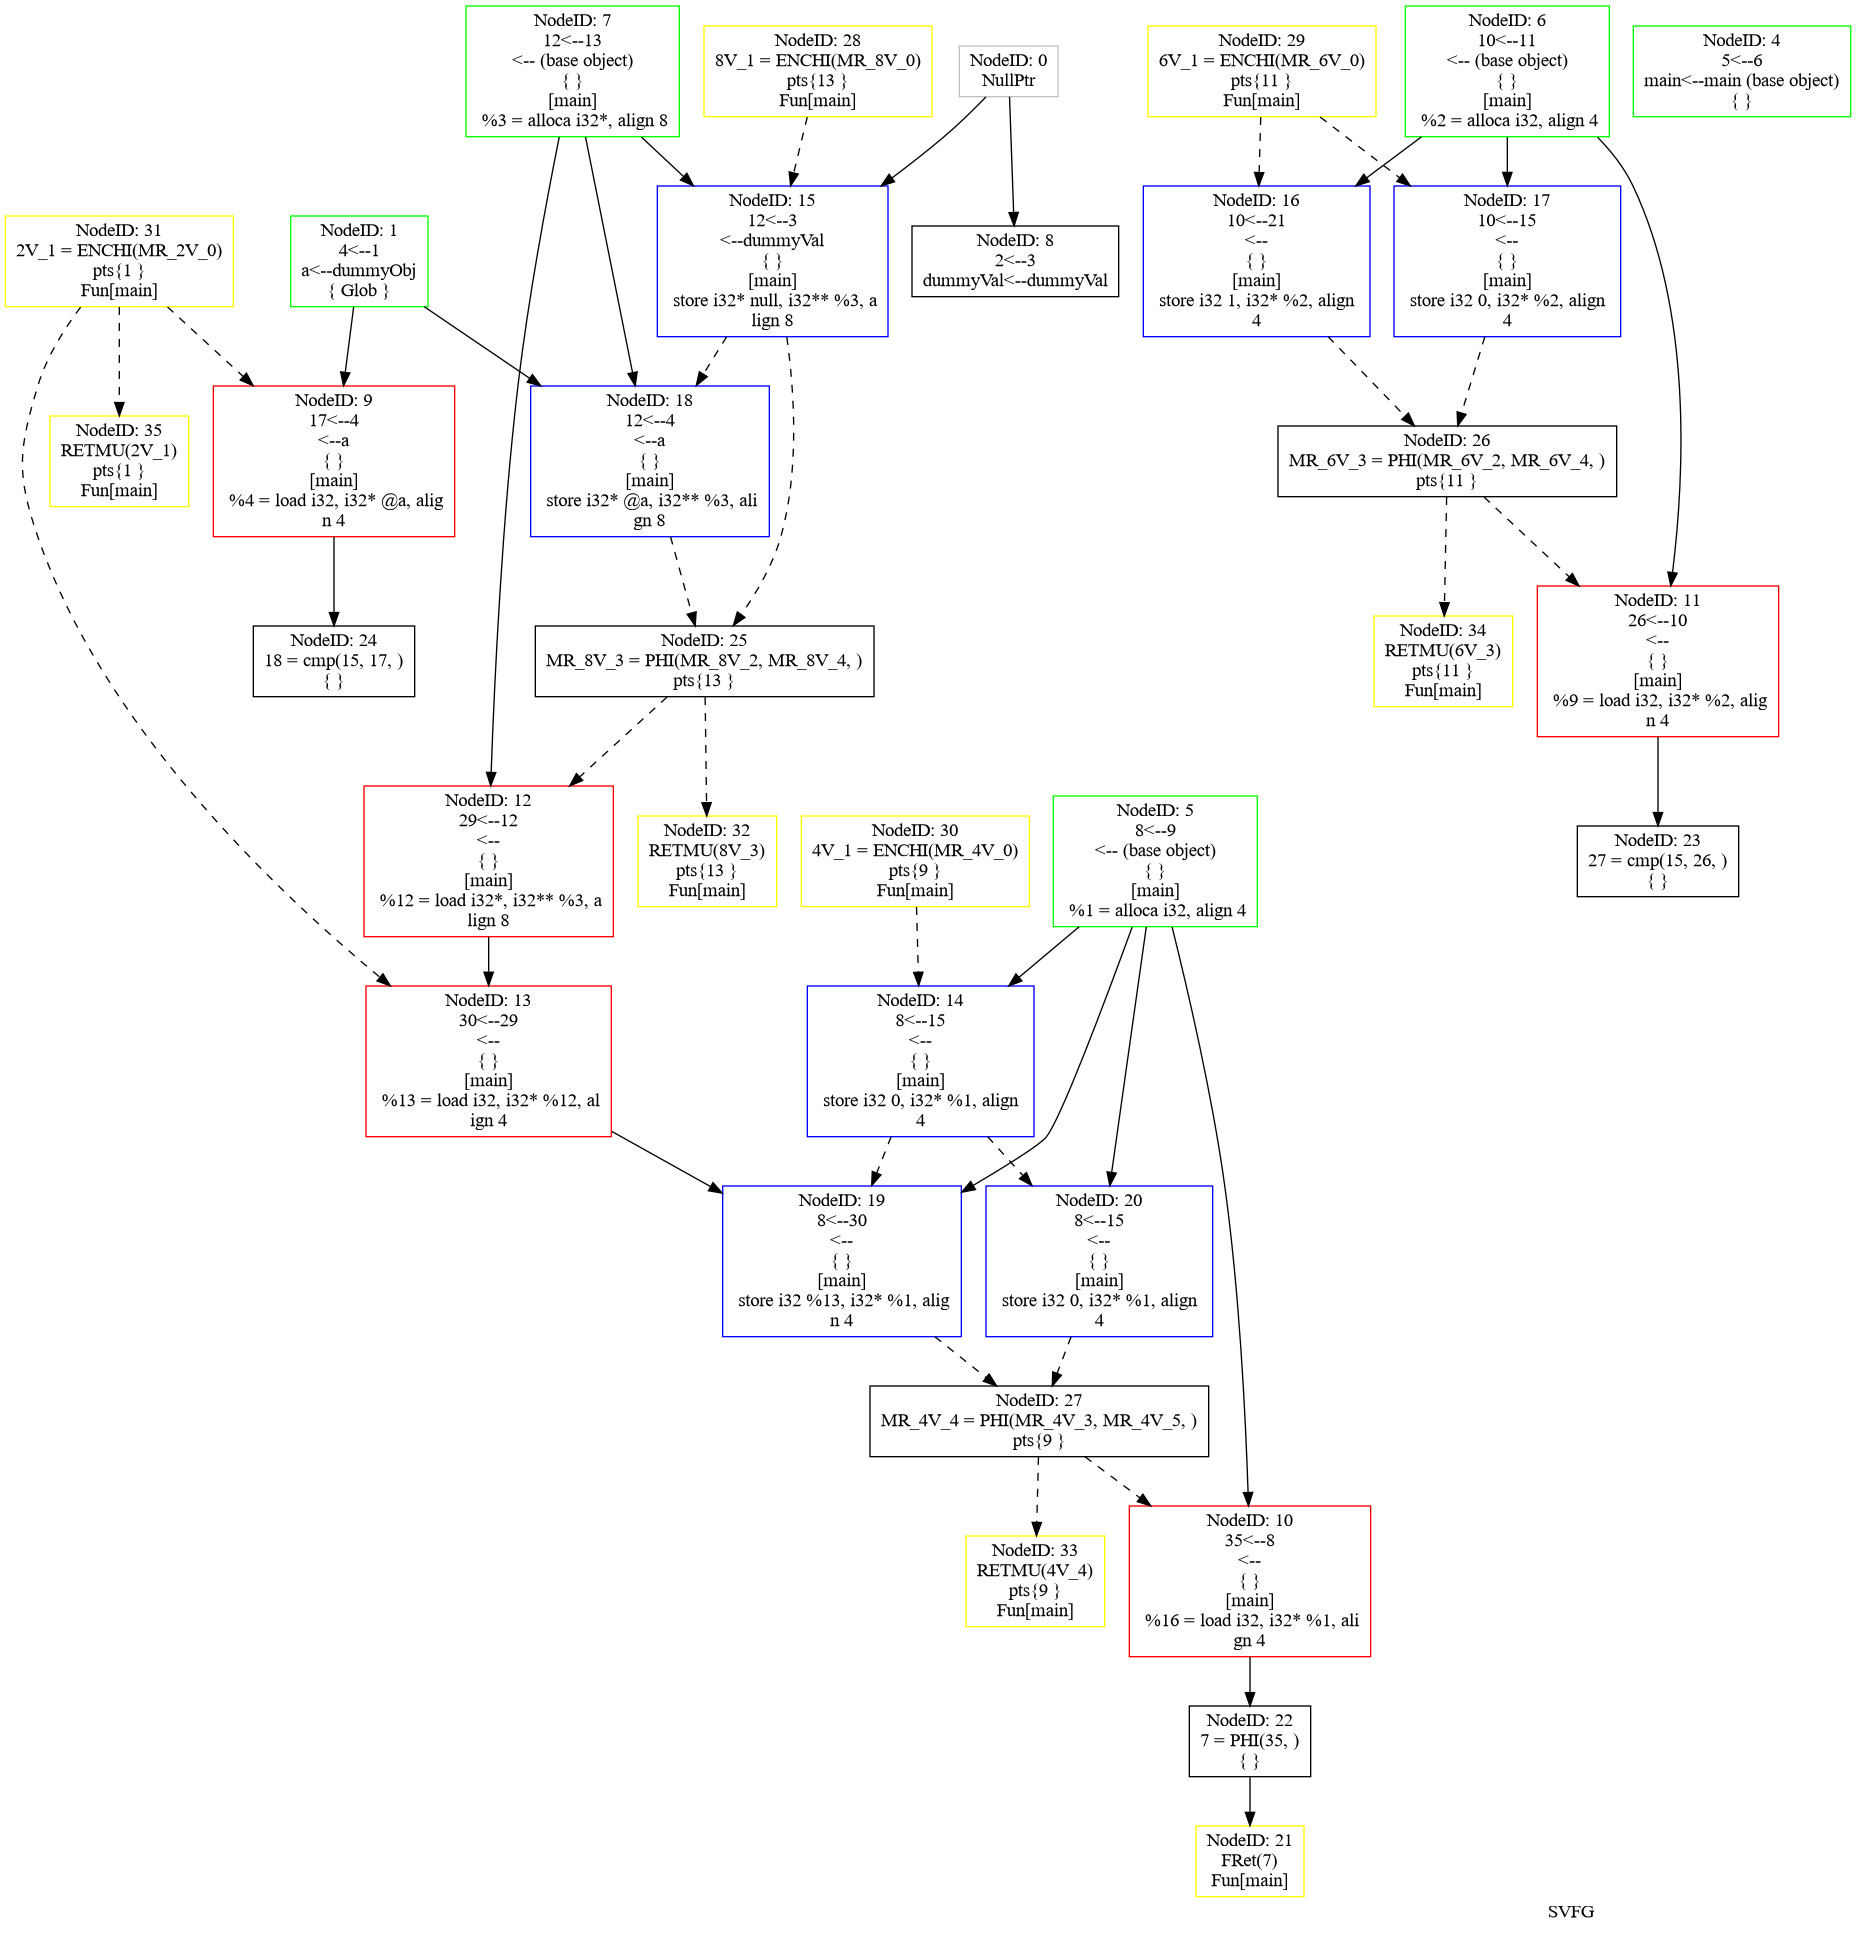 NodeID: 7
12<--13
<-- (base object)
{ }
[main]
%3 = alloca i32*, align 8
NodeID: 28
8V_1 = ENCHI(MR_8V_0)
pts{13 }
Fun[main]
NodeID: 0
NullPtr
NodeID: 29
6V_1 = ENCHI(MR_6V_0)
pts{11 }
Fun[main]
NodeID: 6
10<--11
<-- (base object)
{ }
[main]
%2 = alloca i32, align 4
NodeID: 4
5<--6
main<--main (base object)
{ }
NodeID: 31
2V_1 = ENCHI(MR_2V_0)
pts{1 }
Fun[main]
NodeID: 1
4<--1
a<--dummyObj
{ Glob }
NodeID: 15
12<--3
<--dummyVal
{ }
[main]
store i32* null, i32** %3, a
lign 8
NodeID: 8
2<--3
dummyVal<--dummyVal
NodeID: 16
10<--21
<--
{ }
[main]
store i32 1, i32* %2, align
4
NodeID: 17
10<--15
<--
{ }
[main]
store i32 0, i32* %2, align
4
NodeID: 35
RETMU(2V_1)
pts{1 }
Fun[main]
NodeID: 9
17<--4
<--a
{ }
[main]
%4 = load i32, i32* @a, alig
n 4
NodeID: 18
12<--4
<--a
{ }
[main]
store i32* @a, i32** %3, ali
gn 8
NodeID: 26
MR_6V_3 = PHI(MR_6V_2, MR_6V_4, )
pts{11 }
NodeID: 24
18 = cmp(15, 17, )
{ }
NodeID: 25
MR_8V_3 = PHI(MR_8V_2, MR_8V_4, )
pts{13 }
NodeID: 34
RETMU(6V_3)
pts{11 }
Fun[main]
NodeID: 11
26<--10
<--
{ }
[main]
%9 = load i32, i32* %2, alig
n 4
NodeID: 12
29<--12
<--
{ }
[main]
%12 = load i32*, i32** %3, a
lign 8
NodeID: 32
RETMU(8V_3)
pts{13 }
Fun[main]
NodeID: 30
4V_1 = ENCHI(MR_4V_0)
pts{9 }
Fun[main]
NodeID: 5
8<--9
<-- (base object)
{ }
[main]
%1 = alloca i32, align 4
NodeID: 23
27 = cmp(15, 26, )
{ }
NodeID: 13
30<--29
<--
{ }
[main]
%13 = load i32, i32* %12, al
ign 4
NodeID: 14
8<--15
<--
{ }
[main]
store i32 0, i32* %1, align
4
NodeID: 19
8<--30
<--
{ }
[main]
store i32 %13, i32* %1, alig
n 4
NodeID: 20
8<--15
<--
{ }
[main]
store i32 0, i32* %1, align
4
NodeID: 27
MR_4V_4 = PHI(MR_4V_3, MR_4V_5, )
pts{9 }
NodeID: 33
RETMU(4V_4)
pts{9 }
Fun[main]
NodeID: 10
35<--8
<--
{ }
[main]
%16 = load i32, i32* %1, ali
gn 4
NodeID: 22
7 = PHI(35, )
{ }
NodeID: 21
FRet(7)
Fun[main]
SVFG